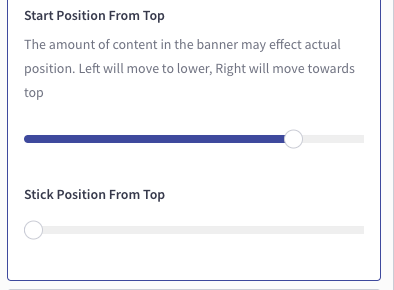 Start Position From Top
The amount of content in the banner may effect actual
position. Left will move to lower, Right will move towards
top
Stick Position From Top